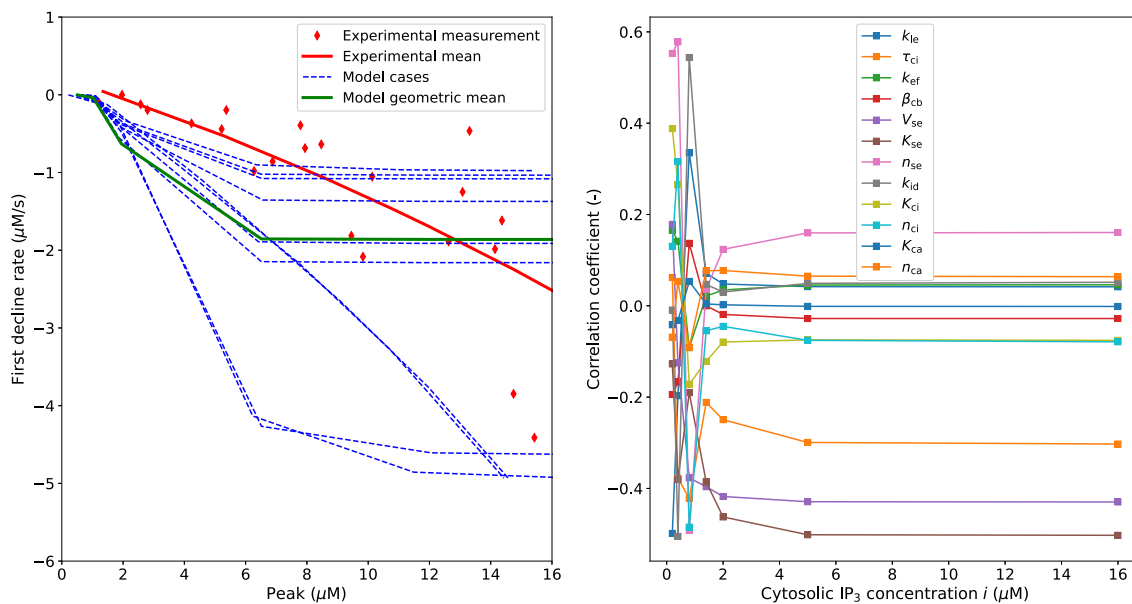 1
0
−1
−2
−3
−4
−5
−6
First decline rate (μM/s)
0
2
4
6
8
10
12
14
16
Peak (μM)
Experimental measurement
Experimental mean
Model cases
Model geometric mean
0.6
0.4
0.2
0.0
−0.2
−0.4
Correlation coefficient (-)
0
2
4
6
8
10
12
14
16
Cytosolic IP₃ concentration i (μM)
k_le
τ_ci
k_ef
β_cb
V_se
K_se
n_se
k_id
K_ci
n_ci
K_ca
n_ca